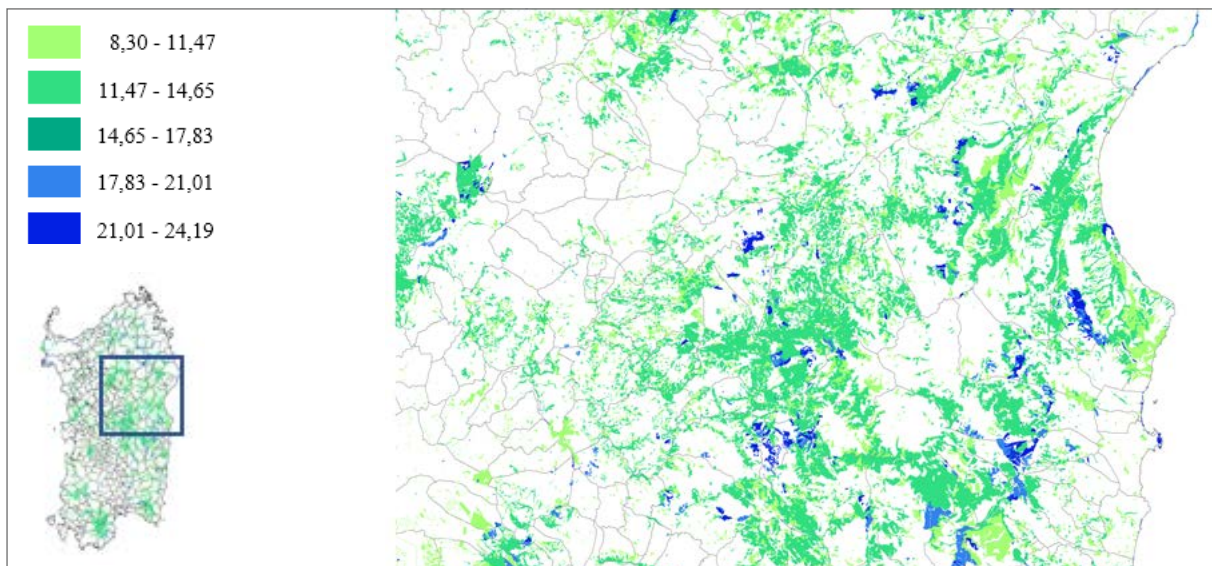 8,30 - 11,47
11,47 - 14,65
14,65 - 17,83
17,83 - 21,01
21,01 - 24,19